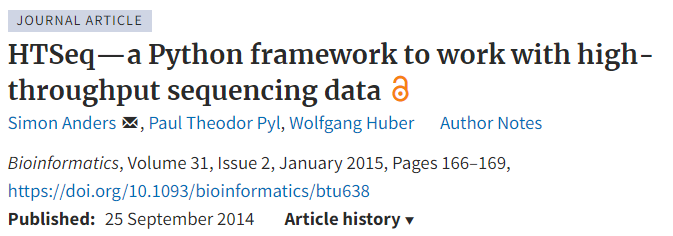 JOURNAL ARTICLE
HTSeq—a Python framework to work with high-
throughput sequencing data
Simon Anders, Paul Theodor Pyl, Wolfgang Huber Author Notes
Bioinformatics, Volume 31, Issue 2, January 2015, Pages 166–169,
https://doi.org/10.1093/bioinformatics/btu638
Published: 25 September 2014 Article history ▾